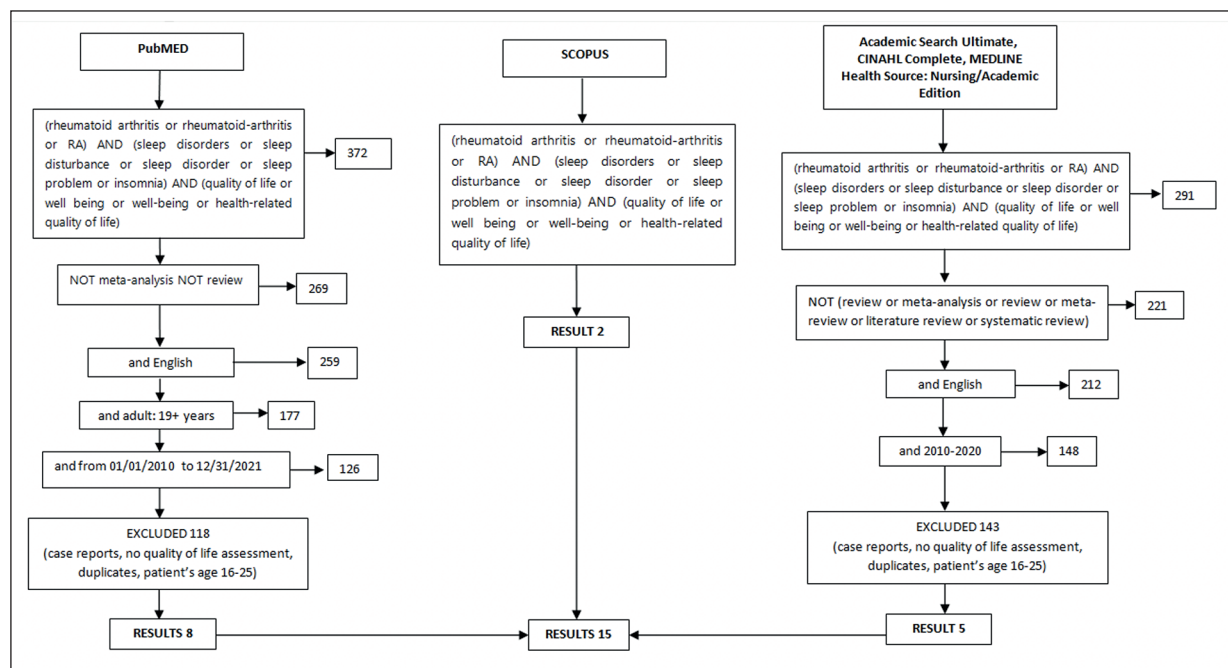 PubMED
(rheumatoid arthritis or rheumatoid-arthritis
or RA) AND (sleep disorders or sleep
disturbance or sleep disorder or sleep
problem or insomnia) AND (quality of life or
well being or well-being or health-related
quality of life)
372
NOT meta-analysis NOT review
269
and English
259
and adult: 19+ years
177
and from 01/01/2010 to 12/31/2021
126
EXCLUDED 118
(case reports, no quality of life assessment,
duplicates, patient's age 16-25)
RESULTS 8
SCOPUS
(rheumatoid arthritis or rheumatoid-arthritis
or RA) AND (sleep disorders or sleep
disturbance or sleep disorder or sleep
problem or insomnia) AND (quality of life or
well being or well-being or health-related
quality of life)
RESULT 2
RESULTS 15
Academic Search Ultimate,
CINAHL Complete, MEDLINE
Health Source: Nursing/Academic
Edition
(rheumatoid arthritis or rheumatoid-arthritis or RA) AND
(sleep disorders or sleep disturbance or sleep disorder or
sleep problem or insomnia) AND (quality of life or well
being or well-being or health-related quality of life)
291
NOT (review or meta-analysis or review or meta-
review or literature review or systematic review)
221
and English
212
and 2010-2020
148
EXCLUDED 143
(case reports, no quality of life assessment,
duplicates, patient's age 16-25)
RESULT 5